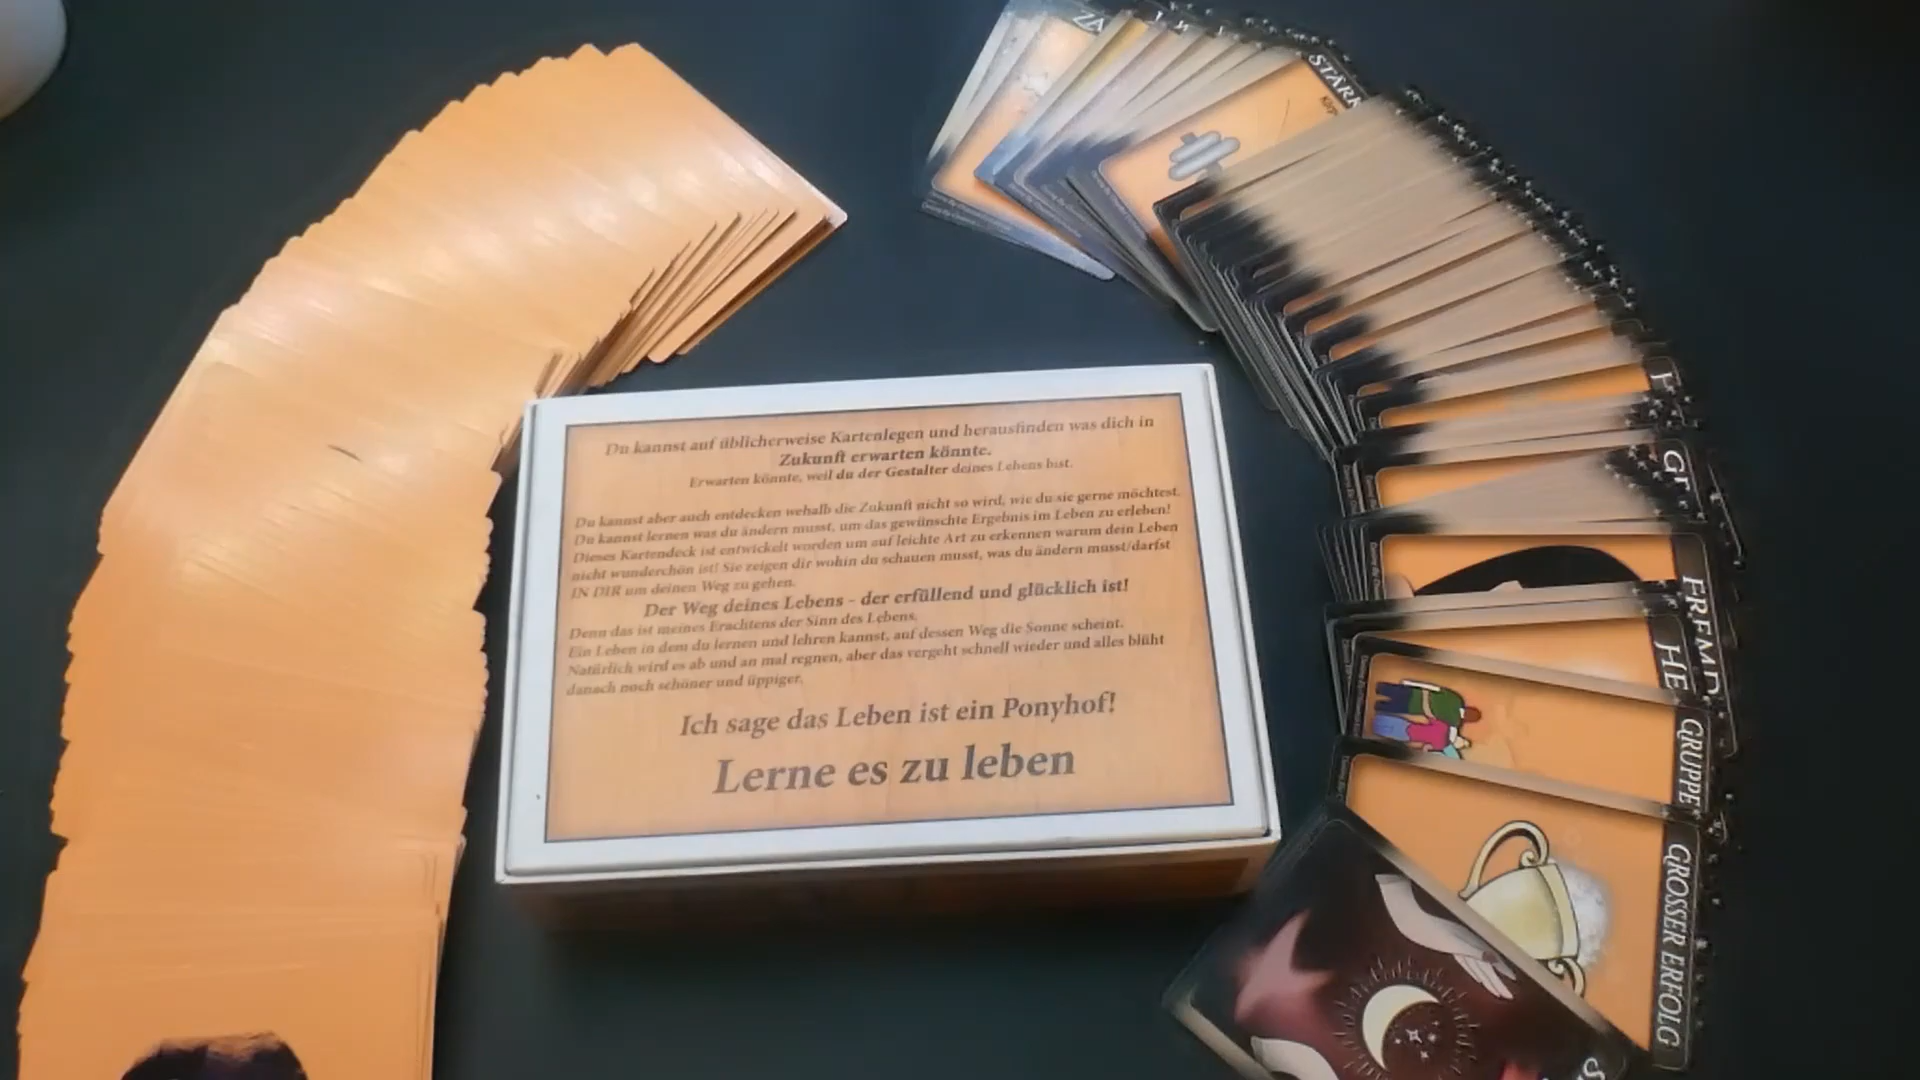 Du kannst auf üblicherweise Kartenlegen und herausfinden was dich in
Zukunft erwarten könnte.
Erwarten könnte, weil du der Gestalter deines Lebens bist.
Du kannst aber auch entdecken wehalb die Zukunft nicht so wird, wie du sie gerne möchtest.
Du kannst lernen was du ändern musst, um das gewünschte Ergebnis im Leben zu erleben!
Dieses Kartendeck ist entwickelt worden um auf leichte Art zu erkennen warum dein Leben
nicht wunderschön ist! Sie zeigen dir wohin du schauen musst, was du ändern musst/darfst
IN DIR um deinen Weg zu gehen.
Der Weg deines Lebens - der erfüllend und glücklich ist!
Denn das ist meines Erachtens der Sinn des Lebens.
Ein Leben in dem du lernen und lehren kannst, auf dessen Weg die Sonne scheint.
Natürlich wird es ab und an mal regnen, aber das vergeht schnell wieder und alles blüht
danach noch schöner und üppiger.
Ich sage das Leben ist ein Ponyhof!
Lerne es zu leben
STÄRK
FREMD
HE
GRUPPE
GROSSER ERFOLG